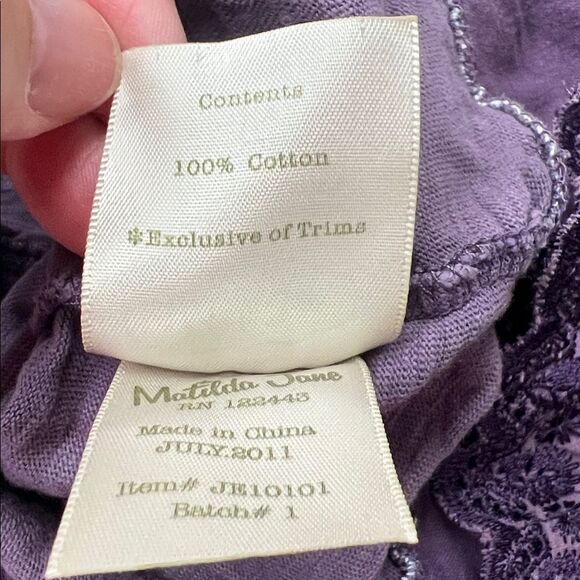 Contents
100% Cotton
*Exclusive of Trims
Matilda Jane
RN 122443
Made in China
JULY.2011
Item# JE10101
Batch# 1